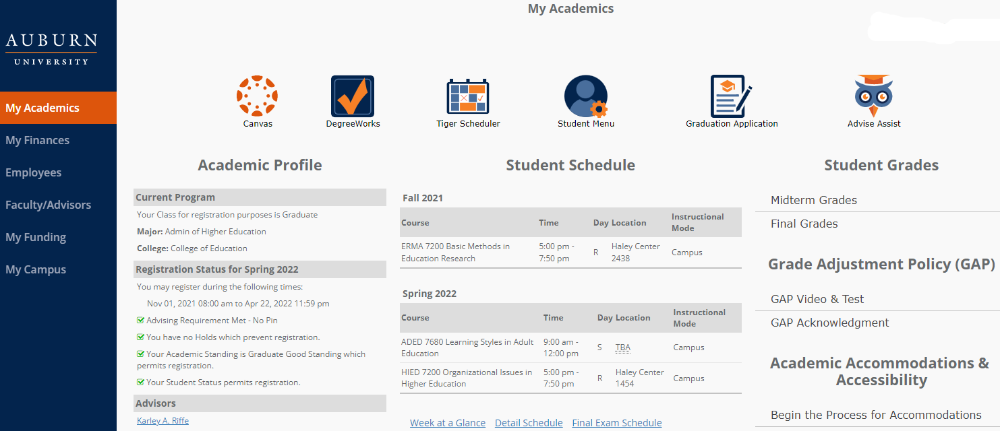 AUBURN
UNIVERSITY
My Academics
My Finances
Employees
Faculty/Advisors
My Funding
My Campus
My Academics
Canvas
DegreeWorks
Tiger Scheduler
Student Menu
Graduation Application
Advise Assist
Academic Profile
Current Program
Your Class for registration purposes is Graduate
Major: Admin of Higher Education
College: College of Education
Registration Status for Spring 2022
You may register during the following times:
Nov 01, 2021 08:00 am to Apr 22, 2022 11:59 pm
Advising Requirement Met - No Pin
You have no Holds which prevent registration.
Your Academic Standing is Graduate Good Standing which
permits registration.
Your Student Status permits registration.
Advisors
Karley A. Riffe
Student Schedule
Fall 2021
Course Time Day Location Instructional
Mode
ERMA 7200 Basic Methods in 5:00 pm - R Haley Center Campus
Education Research 7:50 pm 2438
Spring 2022
Course Time Day Location Instructional
Mode
ADED 7680 Learning Styles in Adult 9:00 am - S TBA Campus
Education 12:00 pm
HIED 7200 Organizational Issues in 5:00 pm - R Haley Center Campus
Higher Education 7:50 pm 1454
Week at a Glance Detail Schedule Final Exam Schedule
Student Grades
Midterm Grades
Final Grades
Grade Adjustment Policy (GAP)
GAP Video & Test
GAP Acknowledgment
Academic Accommodations &
Accessibility
Begin the Process for Accommodations